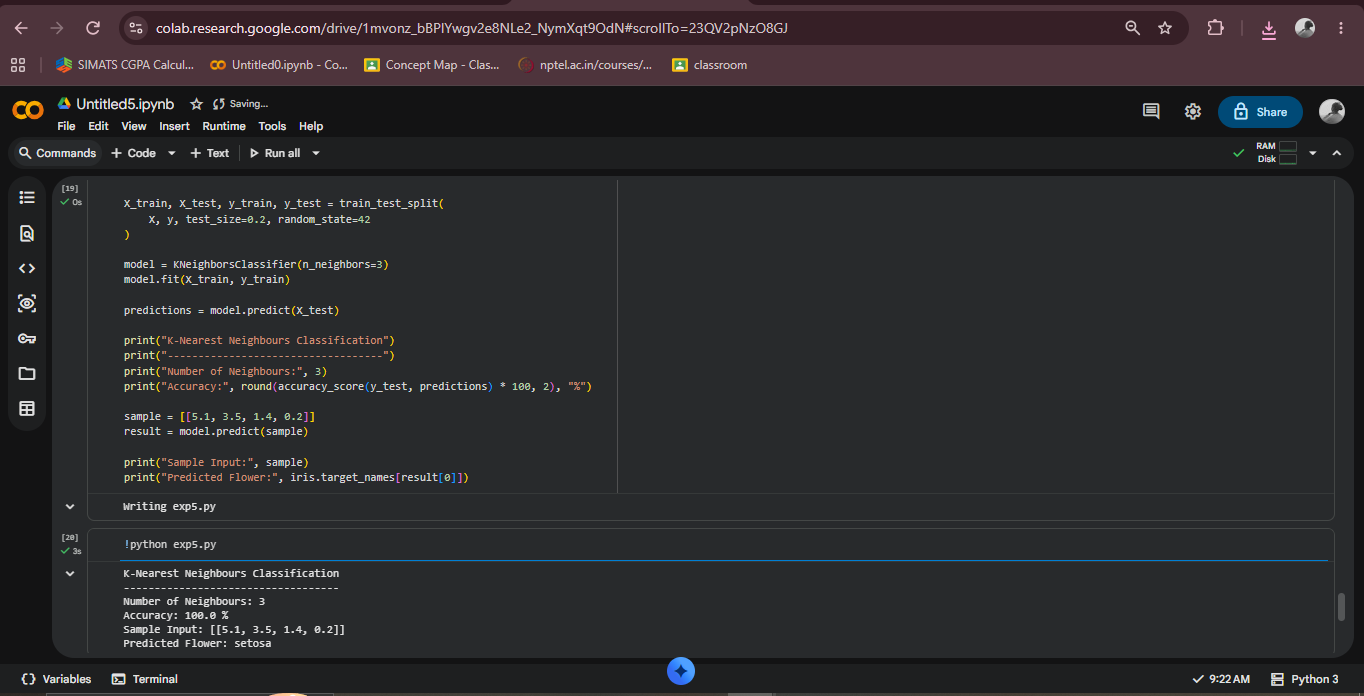 colab.research.google.com/drive/1mvonz_bBPlYwgv2e8NLe2_NymXqt9OdN#scrollTo=23QV2pNzO8GJ
SIMATS CGPA Calcul... Untitled0.ipynb - Co... Concept Map - Clas... nptel.ac.in/courses/... classroom
CO Untitled5.ipynb Saving...
File Edit View Insert Runtime Tools Help
Share
Commands + Code + Text Run all
RAM
Disk
[19]
0s
X_train, X_test, y_train, y_test = train_test_split(
    X, y, test_size=0.2, random_state=42
)
model = KNeighborsClassifier(n_neighbors=3)
model.fit(X_train, y_train)
predictions = model.predict(X_test)
print("K-Nearest Neighbours Classification")
print("-----------------------------------")
print("Number of Neighbours:", 3)
print("Accuracy:", round(accuracy_score(y_test, predictions) * 100, 2), "%")
sample = [[5.1, 3.5, 1.4, 0.2]]
result = model.predict(sample)
print("Sample Input:", sample)
print("Predicted Flower:", iris.target_names[result[0]])
Writing exp5.py
[20]
3s
!python exp5.py
K-Nearest Neighbours Classification
-----------------------------------
Number of Neighbours: 3
Accuracy: 100.0 %
Sample Input: [[5.1, 3.5, 1.4, 0.2]]
Predicted Flower: setosa
{} Variables Terminal
9:22 AM Python 3